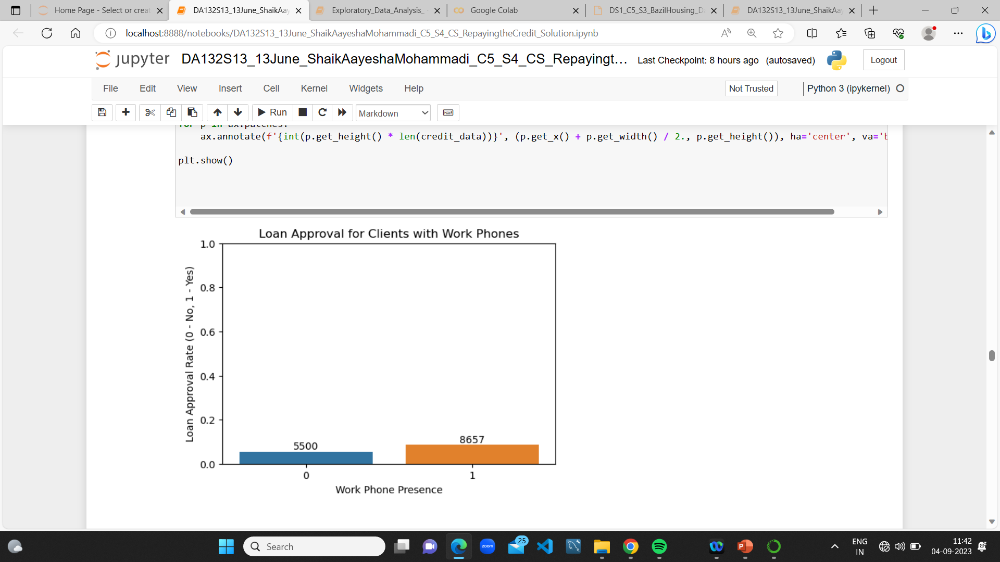 Home Page - Select or creat
DA132S13_13June_ShaikAay
Exploratory_Data_Analysis_
Google Colab
DS1_C5_S3_BazilHousing_D
DA132S13_13June_ShaikAay
localhost:8888/notebooks/DA132S13_13June_ShaikAayeshaMohammadi_C5_S4_CS_RepayingtheCredit_Solution.ipynb
jupyter DA132S13_13June_ShaikAayeshaMohammadi_C5_S4_CS_Repayingt... Last Checkpoint: 8 hours ago (autosaved) Logout
File Edit View Insert Cell Kernel Widgets Help Not Trusted Python 3 (ipykernel)
Run Markdown
for p in ax.patches:
ax.annotate(f'{int(p.get_height() * len(credit_data))}', (p.get_x() + p.get_width() / 2., p.get_height()), ha='center', va='b
plt.show()
Loan Approval for Clients with Work Phones
Loan Approval Rate (0 - No, 1 - Yes)
1.0
0.8
0.6
0.4
0.2
0.0
5500
8657
0 1
Work Phone Presence
Search
zoom
25
ENG
IN
11:42
04-09-2023